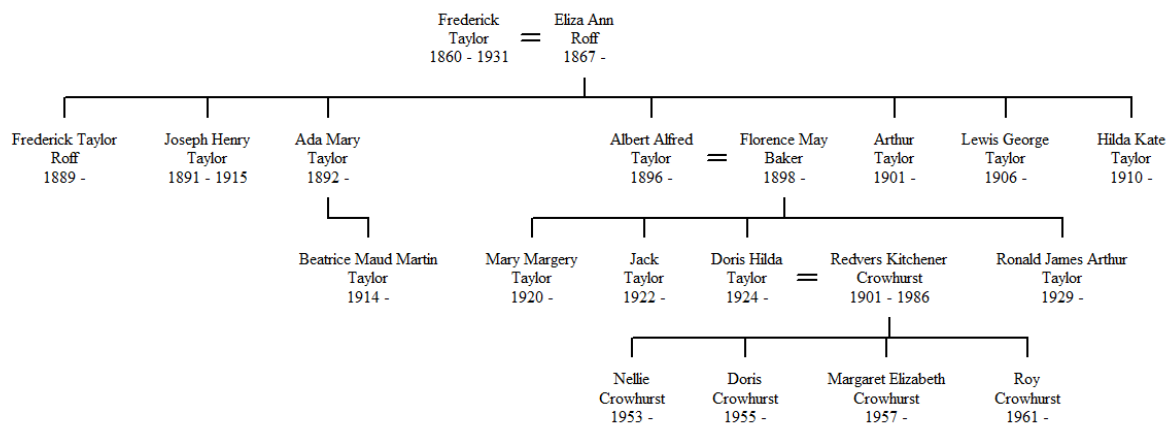 Frederick
Taylor
1860 - 1931
=
Eliza Ann
Roff
1867 -
Frederick Taylor
Roff
1889 -
Joseph Henry
Taylor
1891 - 1915
Ada Mary
Taylor
1892 -
Albert Alfred
Taylor
1896 -
=
Florence May
Baker
1898 -
Arthur
Taylor
1901 -
Lewis George
Taylor
1906 -
Hilda Kate
Taylor
1910 -
Beatrice Maud Martin
Taylor
1914 -
Mary Margery
Taylor
1920 -
Jack
Taylor
1922 -
Doris Hilda
Taylor
1924 -
=
Redvers Kitchener
Crowhurst
1901 - 1986
Ronald James Arthur
Taylor
1929 -
Nellie
Crowhurst
1953 -
Doris
Crowhurst
1955 -
Margaret Elizabeth
Crowhurst
1957 -
Roy
Crowhurst
1961 -